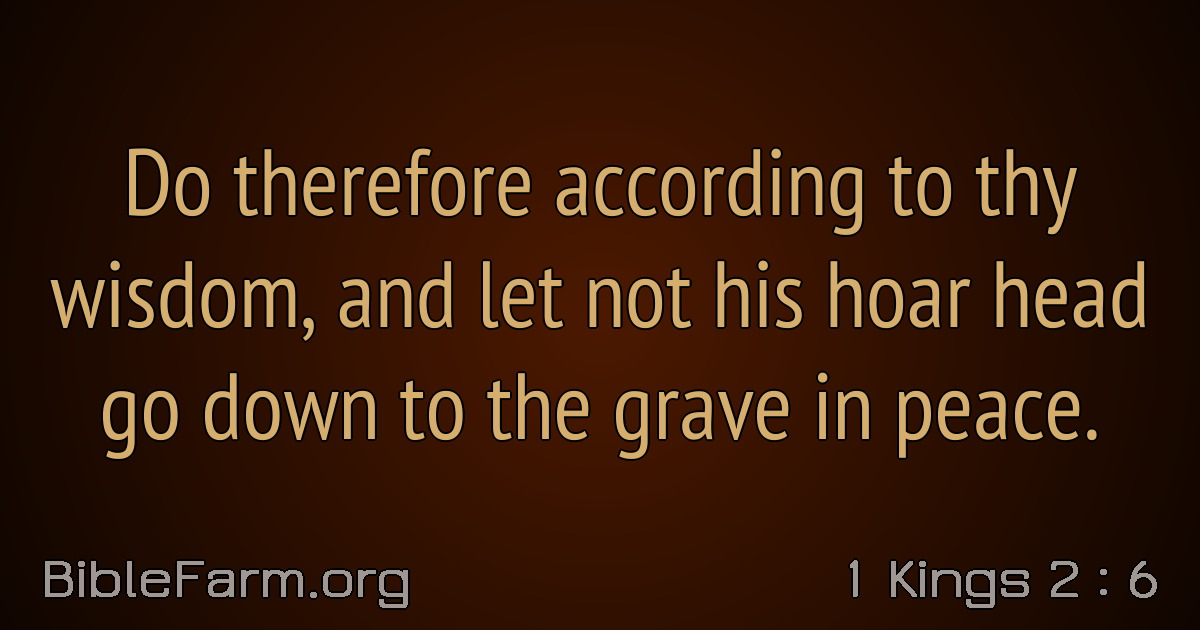 Do therefore according to thy
wisdom, and let not his hoar head
go down to the grave in peace.
BibleFarm.org
1 Kings 2 : 6